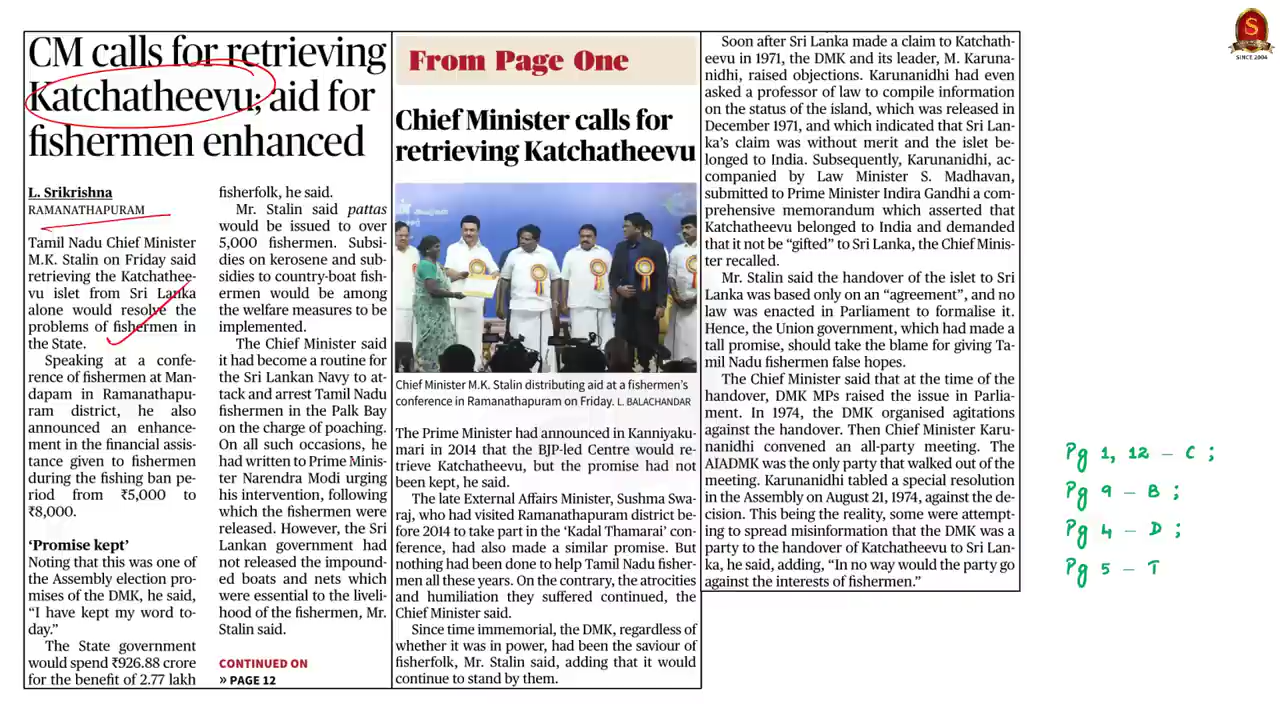 CM calls for retrieving
Katchatheevu; aid for
fishermen enhanced
L. Srikrishna
RAMANATHAPURAM
Tamil Nadu Chief Minister
M.K. Stalin on Friday said
retrieving the Katchathee-
vu islet from Sri Lanka
alone would resolve the
problems of fishermen in
the State.
Speaking at a confe-
rence of fishermen at Man-
dapam in Ramanathapu-
ram district, he also
announced an enhance-
ment in the financial assis-
tance given to fishermen
during the fishing ban pe-
riod from ₹5,000 to
₹8,000.
‘Promise kept’
Noting that this was one of
the Assembly election pro-
mises of the DMK, he said,
“I have kept my word to-
day.”
The State government
would spend ₹926.88 crore
for the benefit of 2.77 lakh
fisherfolk, he said.
Mr. Stalin said pattas
would be issued to over
5,000 fishermen. Subsi-
dies on kerosene and sub-
sidies to country-boat fish-
ermen would be among
the welfare measures to be
implemented.
The Chief Minister said
it had become a routine for
the Sri Lankan Navy to at-
tack and arrest Tamil Nadu
fishermen in the Palk Bay
on the charge of poaching.
On all such occasions, he
had written to Prime Minis-
ter Narendra Modi urging
his intervention, following
which the fishermen were
released. However, the Sri
Lankan government had
not released the impound-
ed boats and nets which
were essential to the liveli-
hood of the fishermen, Mr.
Stalin said.
CONTINUED ON
» PAGE 12
From Page One
Chief Minister calls for
retrieving Katchatheevu
Chief Minister M.K. Stalin distributing aid at a fishermen’s
conference in Ramanathapuram on Friday. L. BALACHANDAR
The Prime Minister had announced in Kanniyaku-
mari in 2014 that the BJP-led Centre would re-
trieve Katchatheevu, but the promise had not
been kept, he said.
The late External Affairs Minister, Sushma Swa-
raj, who had visited Ramanathapuram district be-
fore 2014 to take part in the ‘Kadal Thamarai’ con-
ference, had also made a similar promise. But
nothing had been done to help Tamil Nadu fisher-
men all these years. On the contrary, the atrocities
and humiliation they suffered continued, the
Chief Minister said.
Since time immemorial, the DMK, regardless of
whether it was in power, had been the saviour of
fisherfolk, Mr. Stalin said, adding that it would
continue to stand by them.
Soon after Sri Lanka made a claim to Katchath-
eevu in 1971, the DMK and its leader, M. Karuna-
nidhi, raised objections. Karunanidhi had even
asked a professor of law to compile information
on the status of the island, which was released in
December 1971, and which indicated that Sri Lan-
ka’s claim was without merit and the islet be-
longed to India. Subsequently, Karunanidhi, ac-
companied by Law Minister S. Madhavan,
submitted to Prime Minister Indira Gandhi a com-
prehensive memorandum which asserted that
Katcheevu belonged to India and demanded
that it not be “gifted” to Sri Lanka, the Chief Minis-
ter recalled.
Mr. Stalin said the handover of the islet to Sri
Lanka was based only on an “agreement”, and no
law was enacted in Parliament to formalise it.
Hence, the Union government, which had made a
tall promise, should take the blame for giving Ta-
mil Nadu fishermen false hopes.
The Chief Minister said that at the time of the
handover, DMK MPs raised the issue in Parlia-
ment. In 1974, the DMK organised agitations
against the handover. Then Chief Minister Karu-
nanidhi convened an all-party meeting. The
AIADMK was the only party that walked out of the
meeting. Karunanidhi tabled a special resolution
in the Assembly on August 21, 1974, against the de-
cision. This being the reality, some were attempt-
ing to spread misinformation that the DMK was a
party to the handover of Katchatheevu to Sri Lan-
ka, he said, adding, “In no way would the party go
against the interests of fishermen.”
SINCE 2004
Pg 1, 12 - C ;
Pg 9 - B ;
Pg 4 - D ;
Pg 5 - T